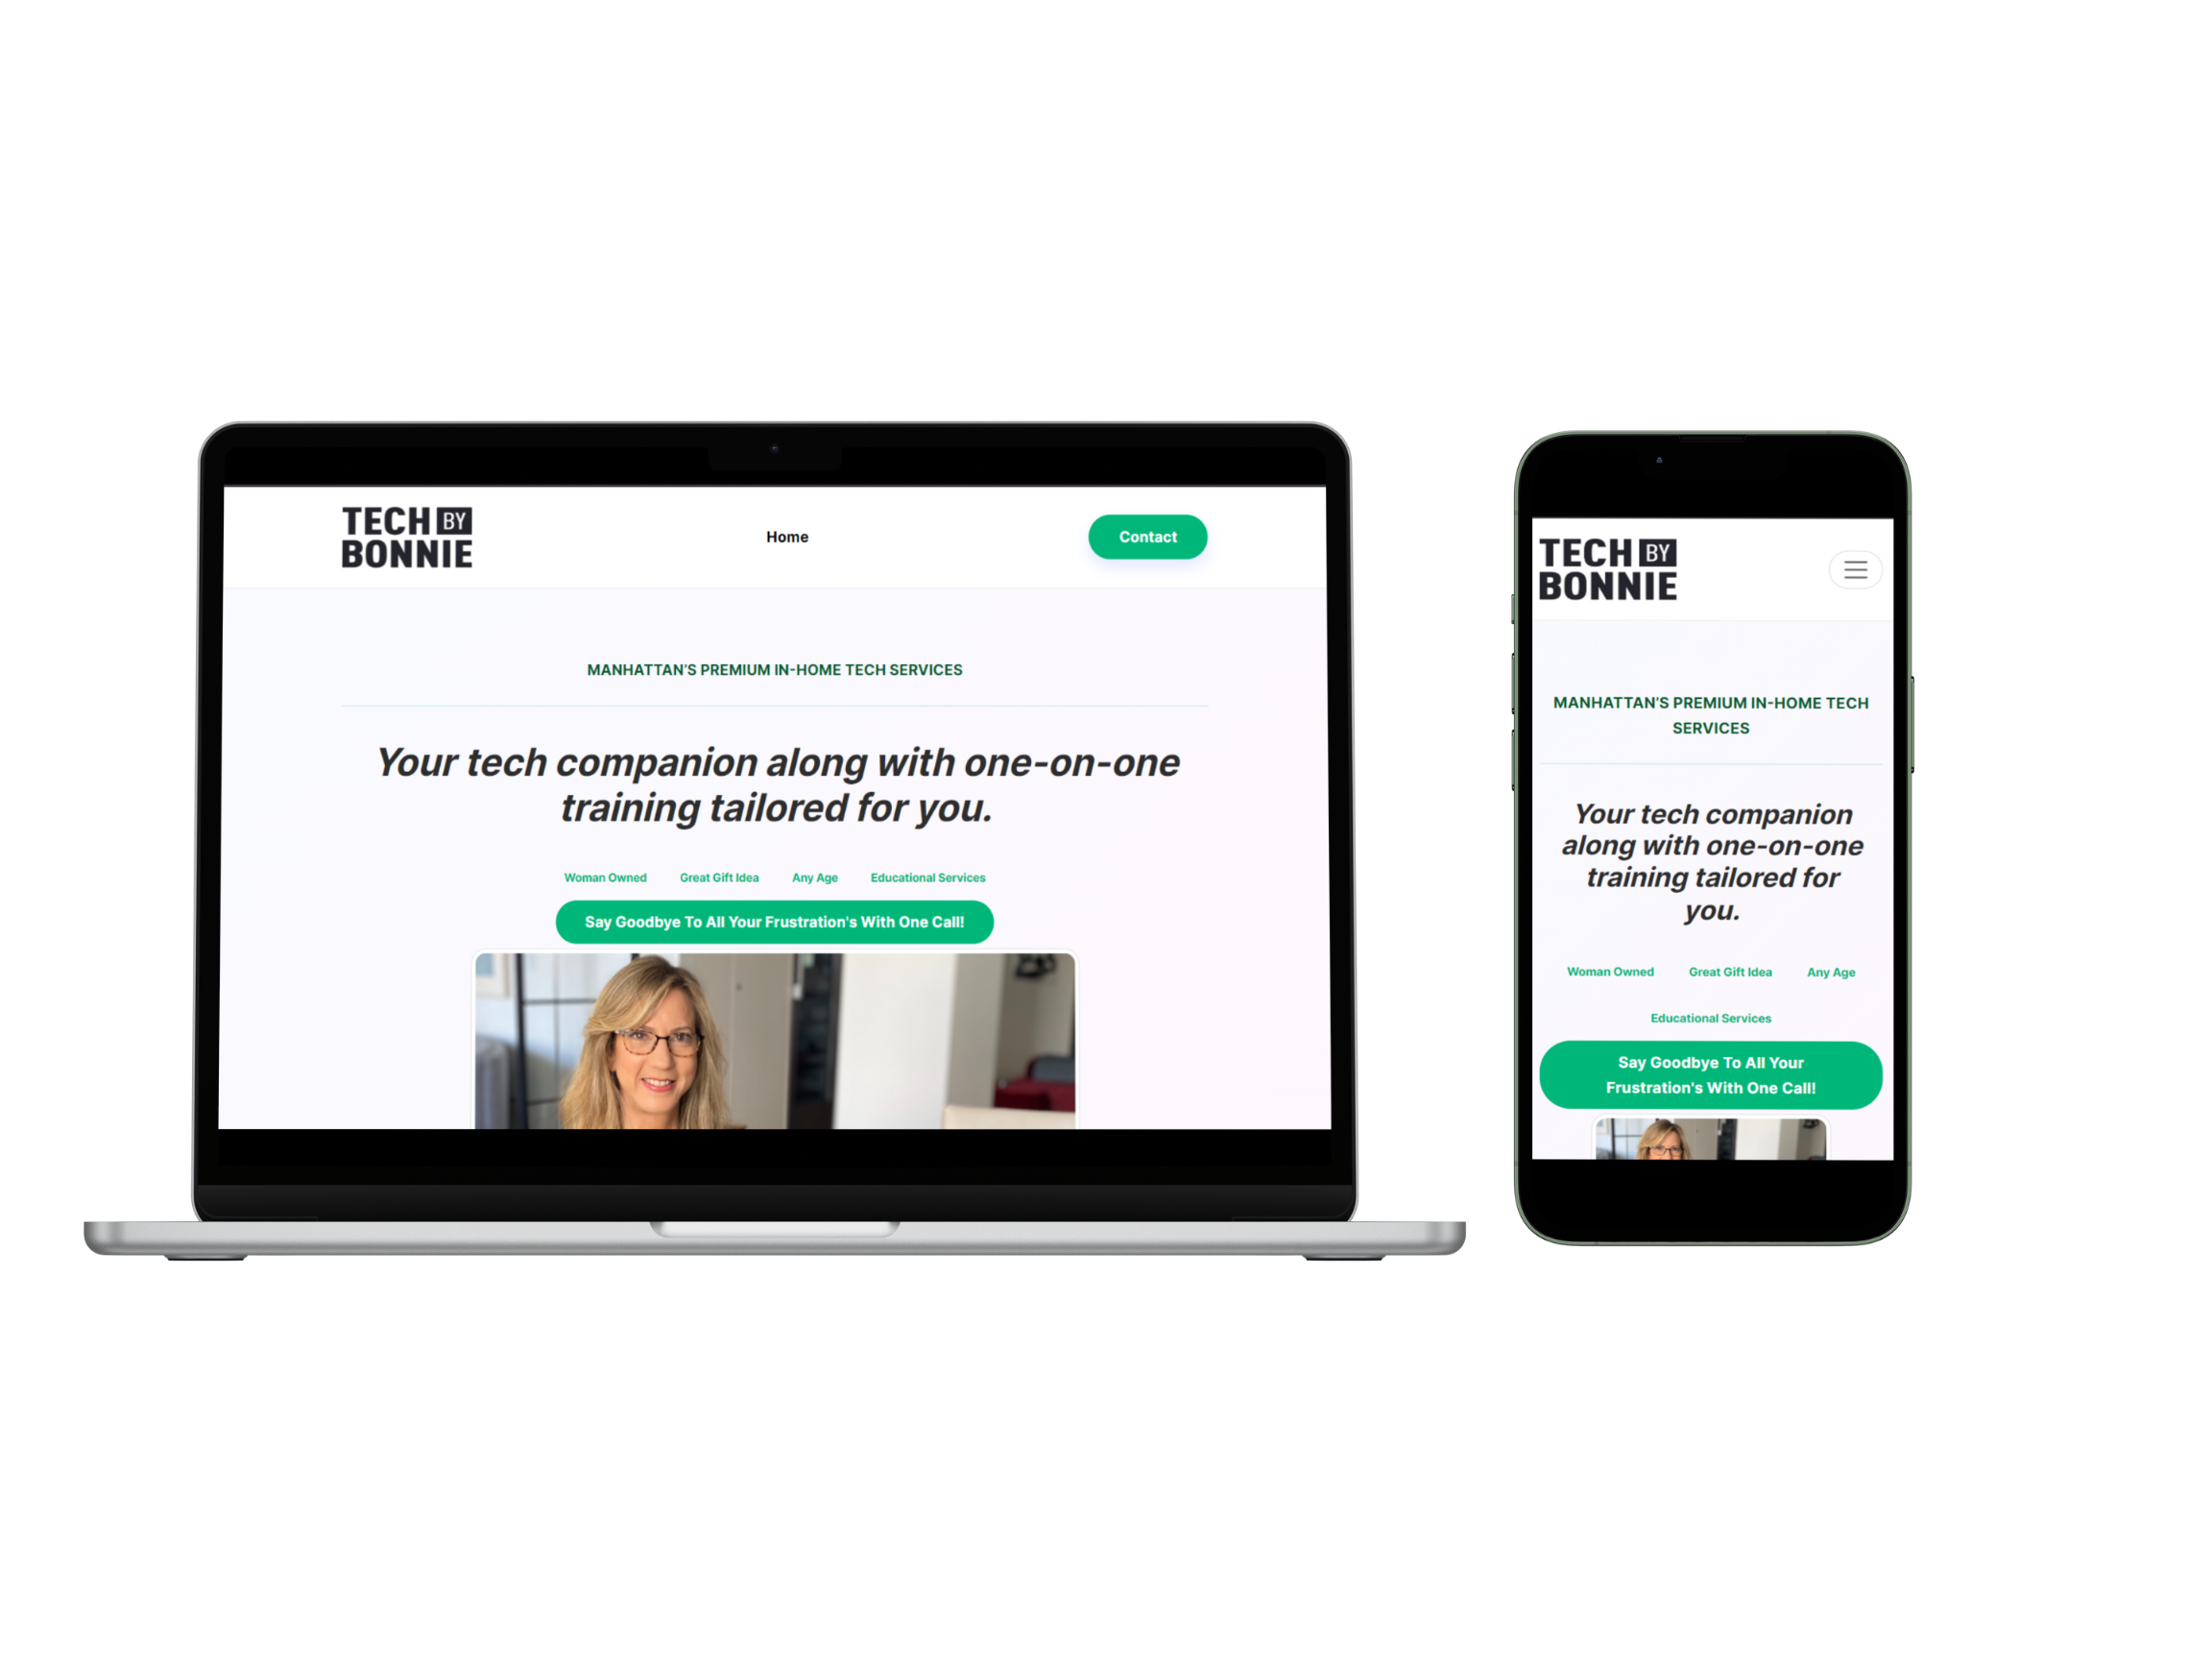 TECH BY
BONNIE
Home
Contact
MANHATTAN'S PREMIUM IN-HOME TECH SERVICES
Your tech companion along with one-on-one
training tailored for you.
Woman Owned Great Gift Idea Any Age Educational Services
Say Goodbye To All Your Frustration's With One Call!
TECH BY
BONNIE
MANHATTAN'S PREMIUM IN-HOME TECH
SERVICES
Your tech companion
along with one-on-one
training tailored for
you.
Woman Owned Great Gift Idea Any Age
Educational Services
Say Goodbye To All Your
Frustration's With One Call!